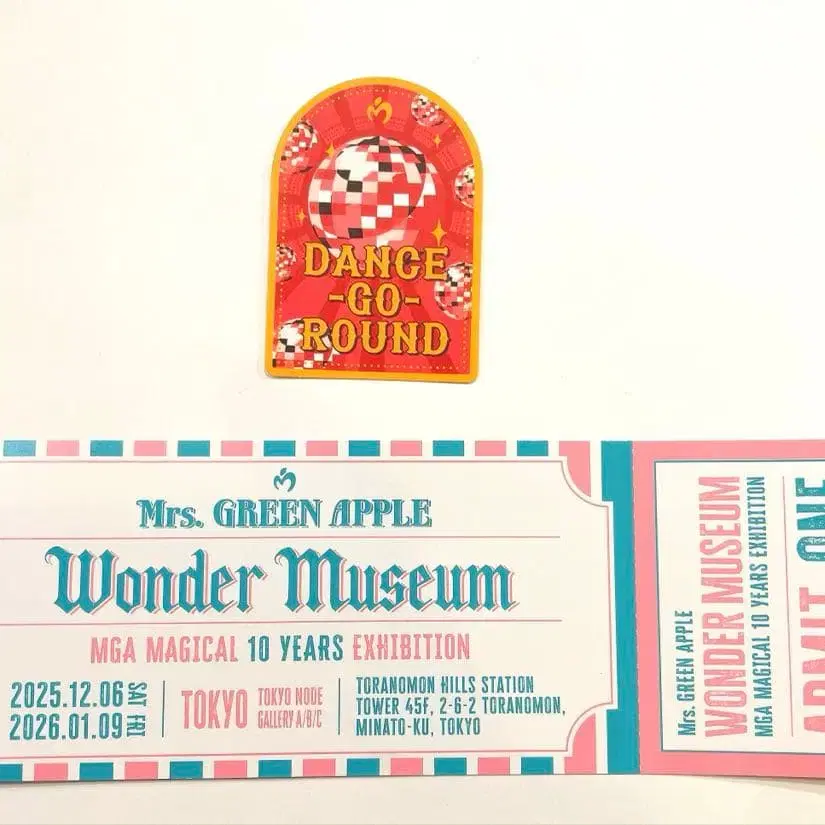 DANCE
-GO-
ROUND
Mrs. GREEN APPLE
Wonder Museum
MGA MAGICAL 10 YEARS EXHIBITION
2025.12.06 SAT
2026.01.09 FRI
TOKYO
TOKYO NODE
GALLERY A/B/C
TORANOMON HILLS STATION
TOWER 45F, 2-6-2 TORANOMON,
MINATO-KU, TOKYO
Mrs. GREEN APPLE
WONDER MUSEUM
MGA MAGICAL 10 YEARS EXHIBITION
ADMIT ONE